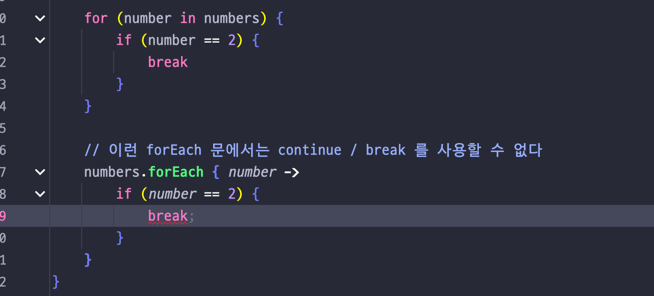 0 for (number in numbers) {
1 if (number == 2) {
2 break
3 }
4 }
5
6 // 이런 forEach 문에서는 continue / break 를 사용할 수 없다
7 numbers.forEach { number ->
8 if (number == 2) {
9 break;
0 }
1 }
2 }